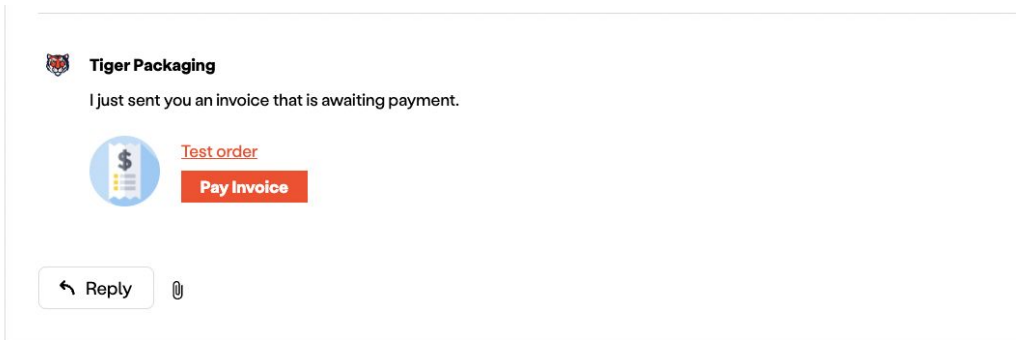 Tiger Packaging
I just sent you an invoice that is awaiting payment.
$
Test order
Pay Invoice
Reply